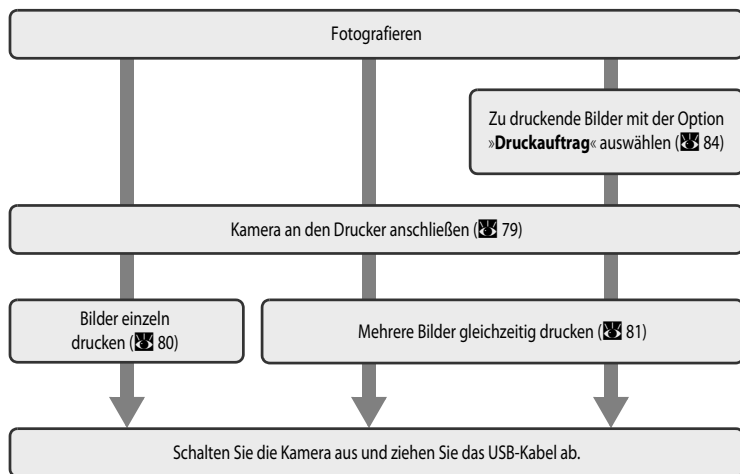 Fotografieren
Zu druckende Bilder mit der Option
»Druckauftrag« auswählen (84)
Kamera an den Drucker anschließen (79)
Bilder einzeln
drucken (80)
Mehrere Bilder gleichzeitig drucken (81)
Schalten Sie die Kamera aus und ziehen Sie das USB-Kabel ab.